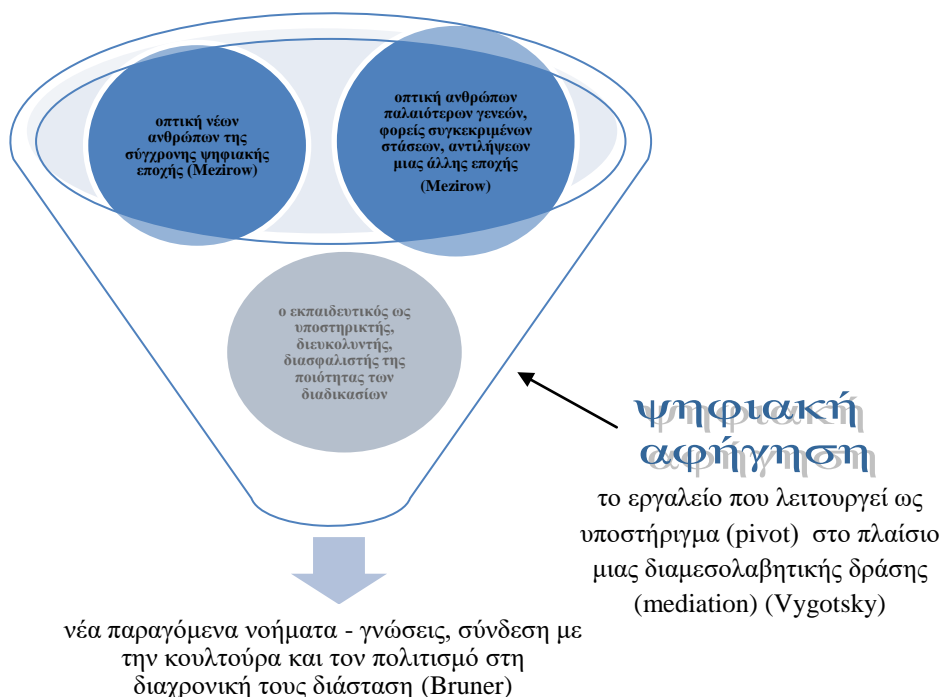 οπτική νέων
ανθρώπων της
σύγχρονης ψηφιακής
εποχής (Mezirow)
οπτική ανθρώπων
παλαιότερων γενεών,
φορείς συγκεκριμένων
στάσεων, αντιλήψεων
μιας άλλης εποχής
(Mezirow)
ο εκπαιδευτικός ως
υποστηρικτής,
διευκολυντής,
διασφαλιστής της
ποιότητας των
διαδικασίων
ψηφιακή
αφήγηση
το εργαλείο που λειτουργεί ως
υποστήριγμα (pivot) στο πλαίσιο
μιας διαμεσολαβητικής δράσης
(mediation) (Vygotsky)
νέα παραγόμενα νοήματα - γνώσεις, σύνδεση με
την κουλτούρα και τον πολιτισμό στη
διαχρονική τους διάσταση (Bruner)